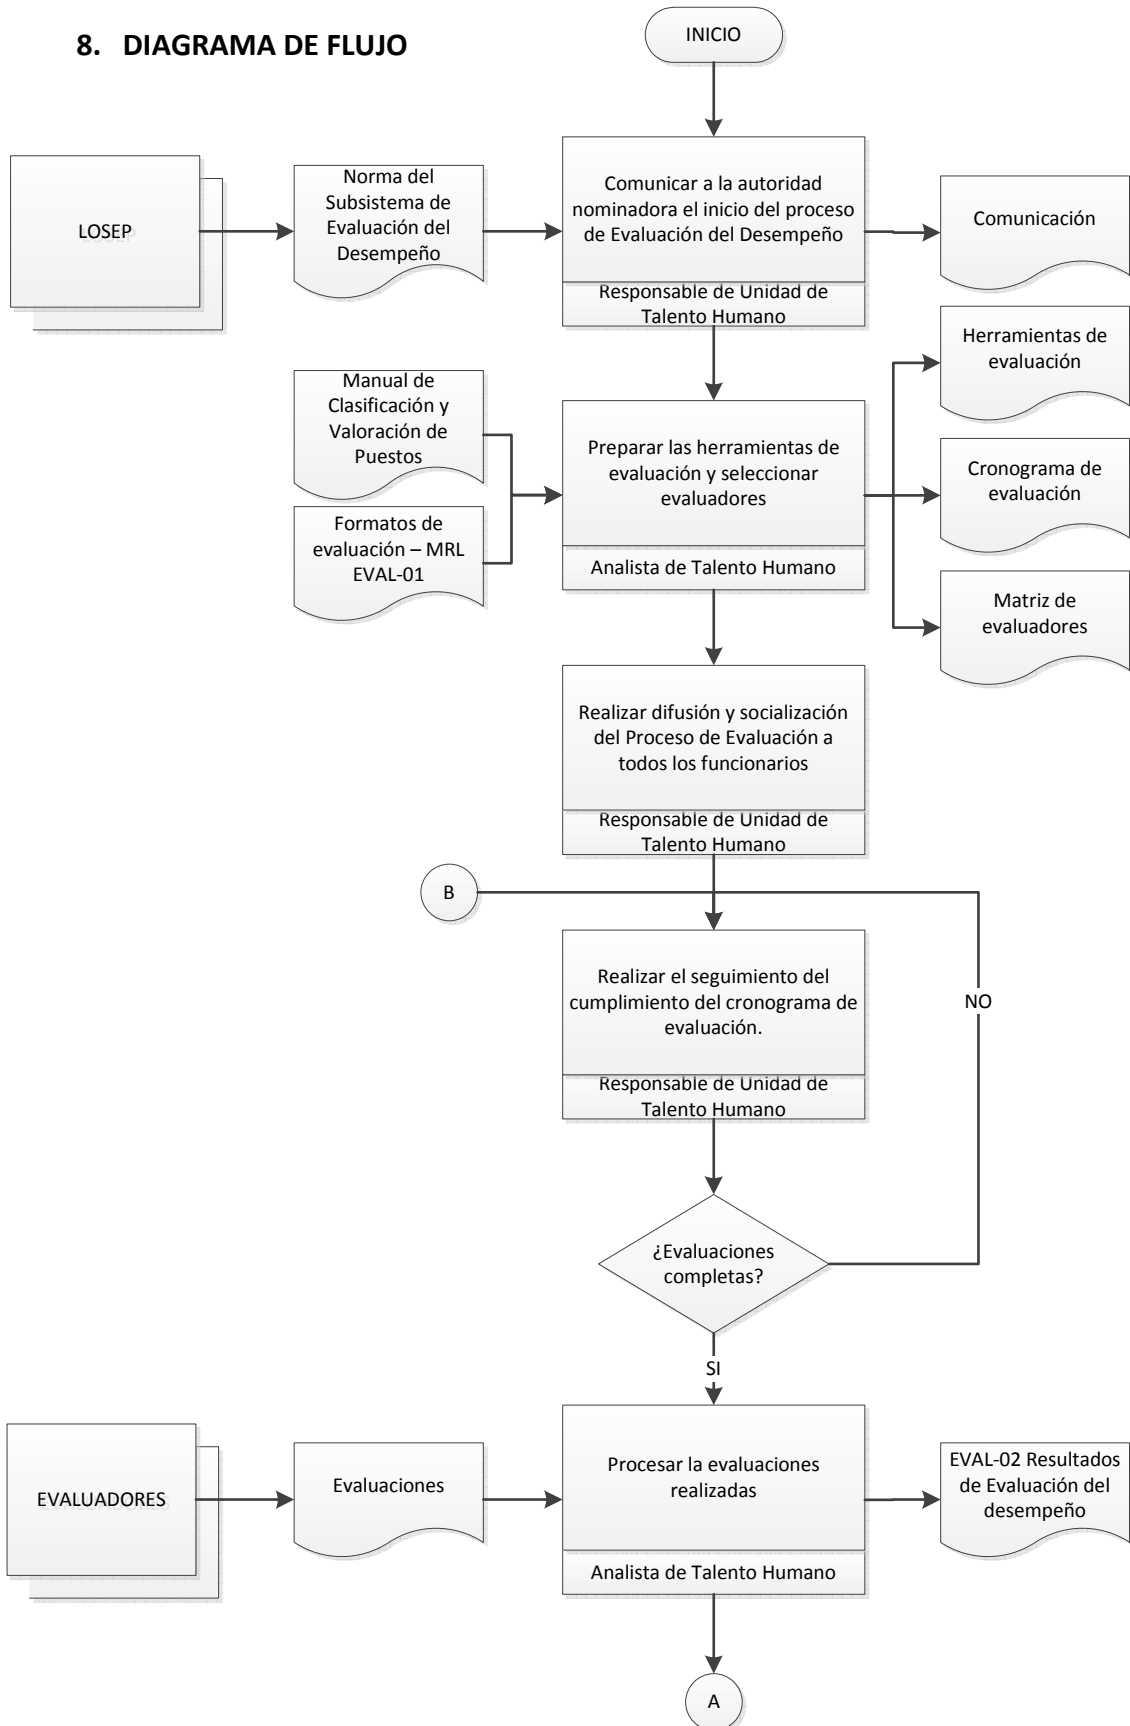 8. DIAGRAMA DE FLUJO
INICIO
LOSEP
Norma del
Subsistema de
Evaluación del
Desempeño
Comunicar a la autoridad
nominadora el inicio del proceso
de Evaluación del Desempeño
Responsable de Unidad de
Talento Humano
Comunicación
Herramientas de
evaluación
Manual de
Clasificación y
Valoración de
Puestos
Formatos de
evaluación – MRL
EVAL-01
Preparar las herramientas de
evaluación y seleccionar
evaluadores
Analista de Talento Humano
Cronograma de
evaluación
Matriz de
evaluadores
Realizar difusión y socialización
del Proceso de Evaluación a
todos los funcionarios
Responsable de Unidad de
Talento Humano
B
Realizar el seguimiento del
cumplimiento del cronograma de
evaluación.
Responsable de Unidad de
Talento Humano
NO
¿Evaluaciones
completas?
SI
EVALUADORES
Evaluaciones
Procesar la evaluaciones
realizadas
Analista de Talento Humano
EVAL-02 Resultados
de Evaluación del
desempeño
A